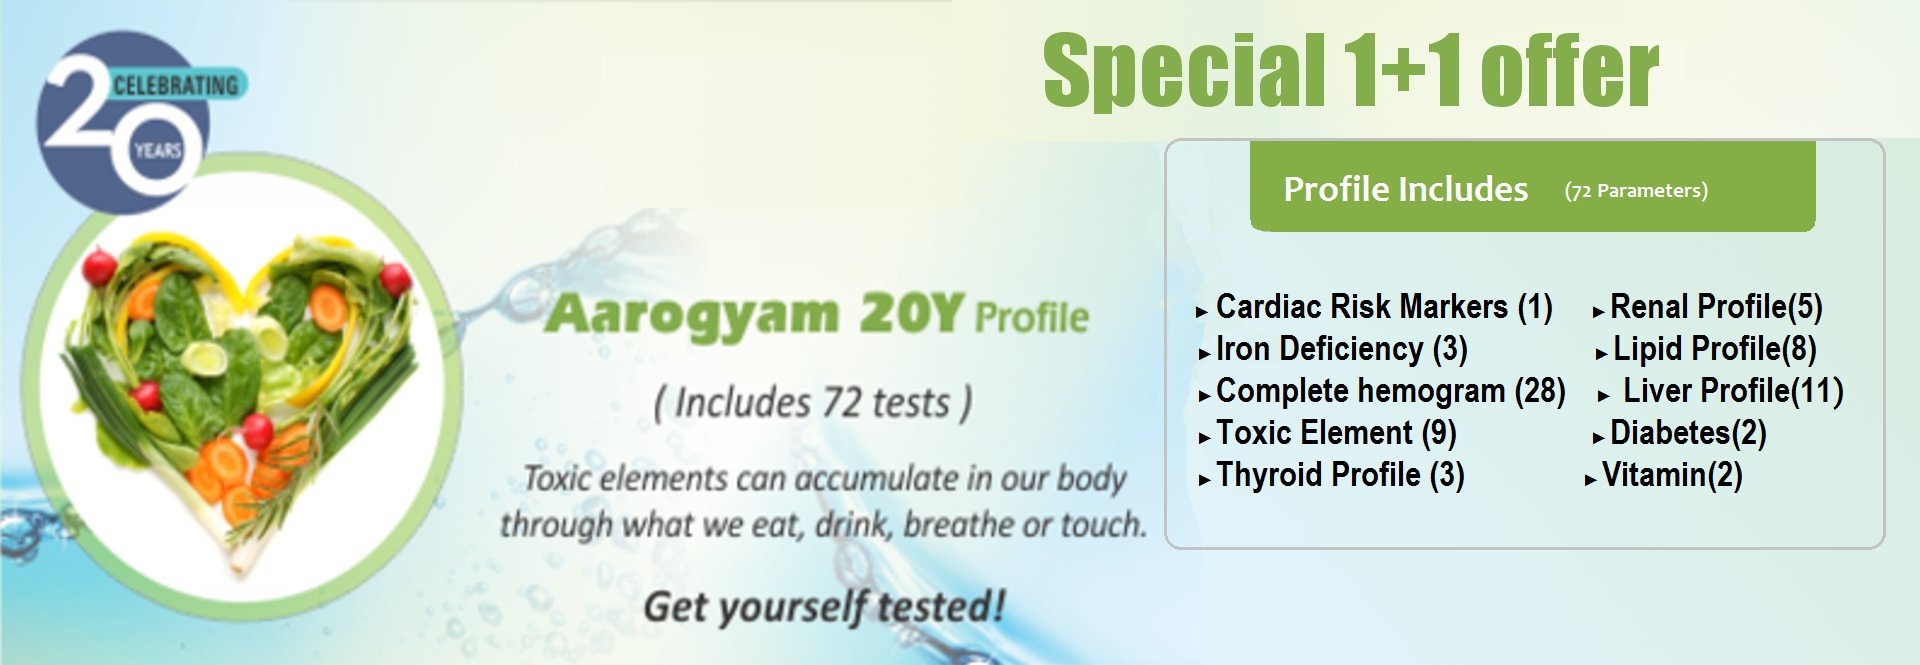 20
CELEBRATING
YEARS
Special 1+1 offer
Aarogyam 20Y Profile
( Includes 72 tests )
Toxic elements can accumulate in our body
through what we eat, drink, breathe or touch.
Get yourself tested!
Profile Includes (72 Parameters)
▸ Cardiac Risk Markers (1) ▸ Renal Profile(5)
▸ Iron Deficiency (3) ▸ Lipid Profile(8)
▸ Complete hemogram (28) ▸ Liver Profile(11)
▸ Toxic Element (9) ▸ Diabetes(2)
▸ Thyroid Profile (3) ▸ Vitamin(2)